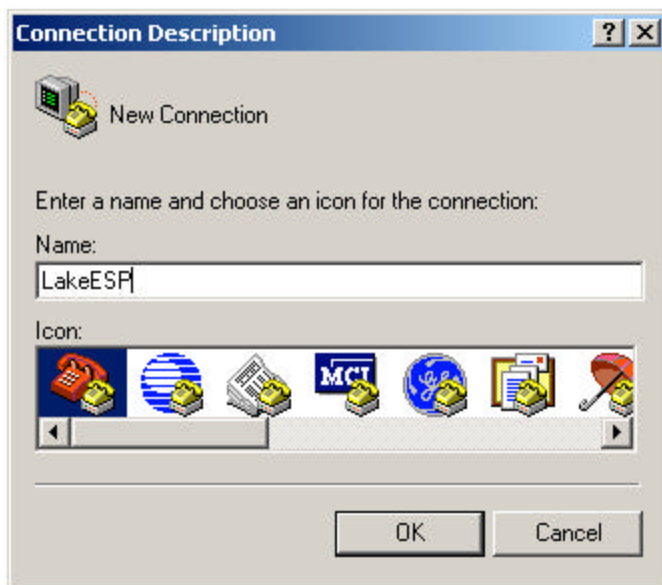 Connection Description
New Connection
Enter a name and choose an icon for the connection:
Name:
LakeESP
Icon:
MCI
OK Cancel